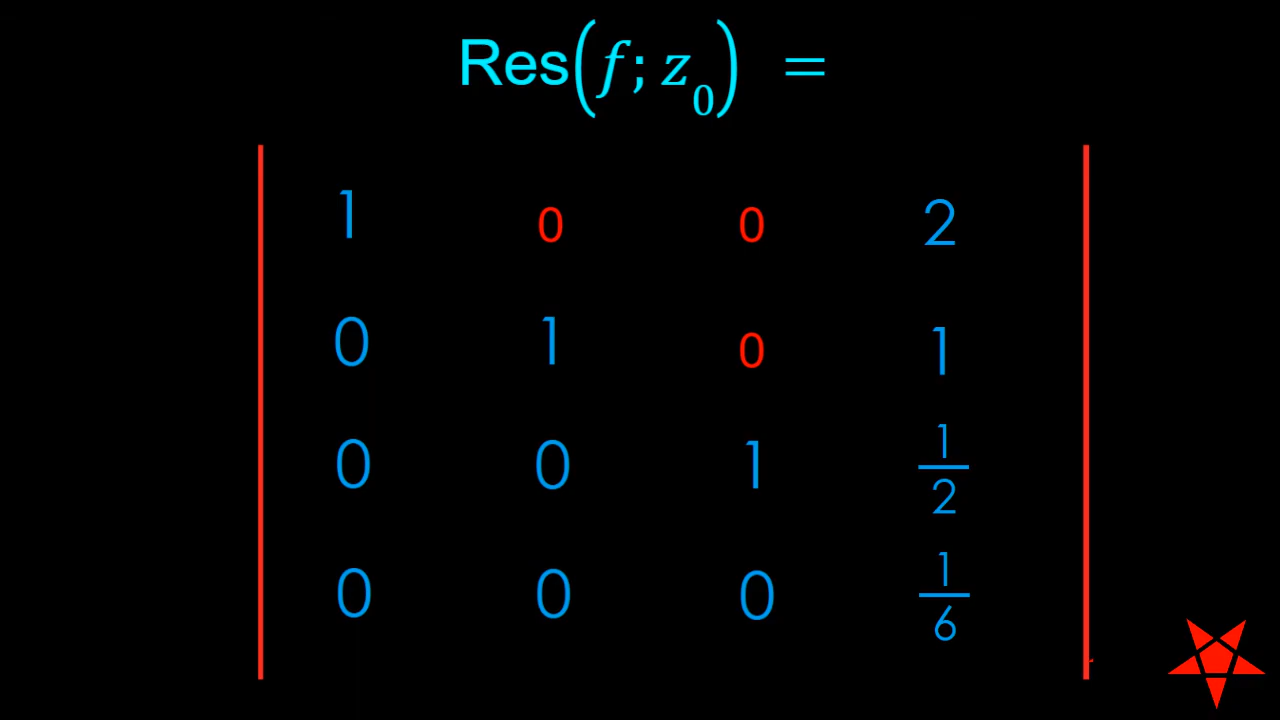 Res(f; z₀) =
1 0 0 2
0 1 0 1
0 0 1 1/2
0 0 0 1/6